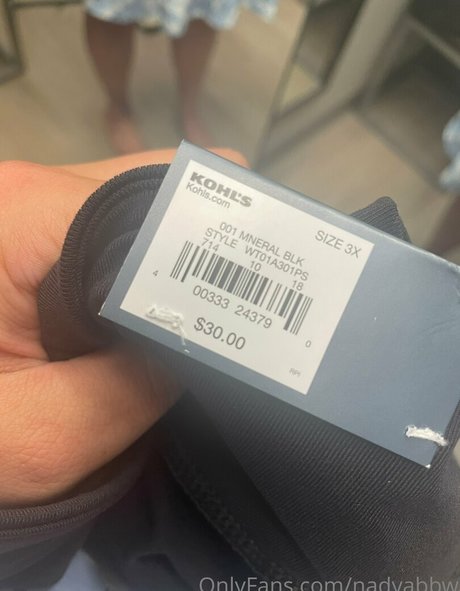 KOHL'S
Kohls.com
SIZE 3X
001 MNERAL BLK
STYLE WT01A301PS
714 10 18
4 00333 24379 0
$30.00
RPI
OnlyFans.com/nadyabbw